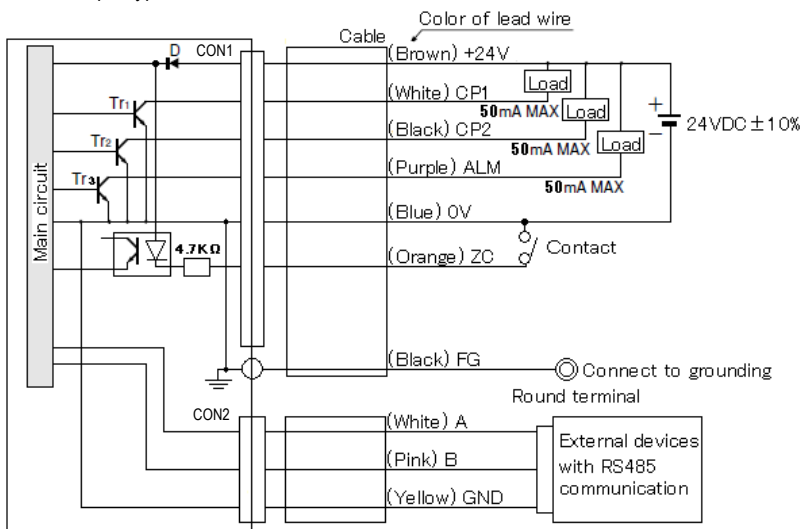 Color of lead wire
Cable
D CON1
(Brown) +24V
Load
(White) CP1
Tr1
50mA MAX
Load
+
24VDC±10%
(Black) CP2
Tr2
50mA MAX
Load
−
(Purple) ALM
Tr3
50mA MAX
Main circuit
(Blue) 0V
4.7KΩ
Contact
(Orange) ZC
(Black) FG
Connect to grounding
Round terminal
CON2
(White) A
External devices
with RS485
communication
(Pink) B
(Yellow) GND